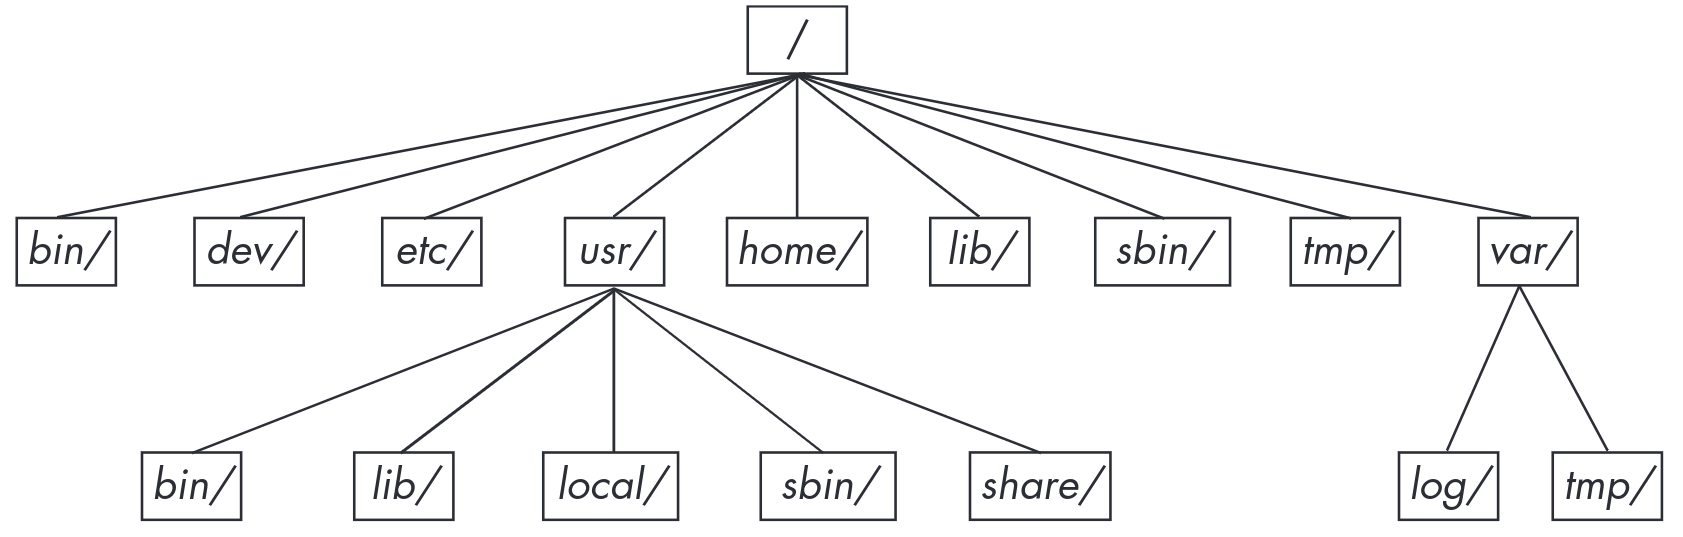 /
bin/ dev/ etc/ usr/ home/ lib/ sbin/ tmp/ var/
bin/ lib/ local/ sbin/ share/ log/ tmp/